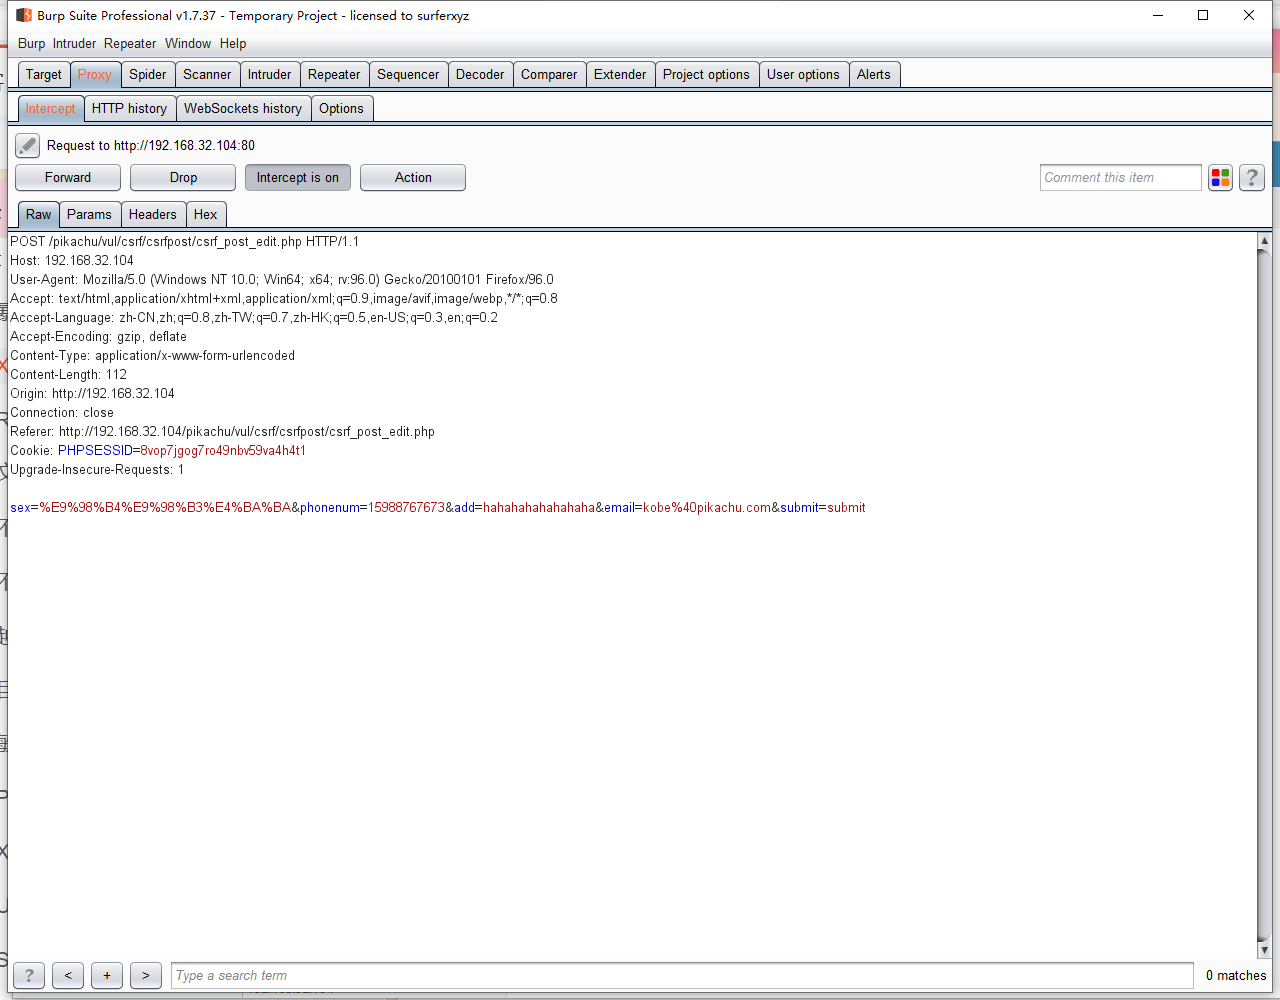 Burp Suite Professional v1.7.37 - Temporary Project - licensed to surferxyz
Burp Intruder Repeater Window Help
Target Proxy Spider Scanner Intruder Repeater Sequencer Decoder Comparer Extender Project options User options Alerts
Intercept HTTP history WebSockets history Options
Request to http://192.168.32.104:80
Forward Drop Intercept is on Action Comment this item ?
Raw Params Headers Hex
POST /pikachu/vul/csrf/csrfpost/csrf_post_edit.php HTTP/1.1
Host: 192.168.32.104
User-Agent: Mozilla/5.0 (Windows NT 10.0; Win64; x64; rv:96.0) Gecko/20100101 Firefox/96.0
Accept: text/html,application/xhtml+xml,application/xml;q=0.9,image/avif,image/webp,*/*;q=0.8
Accept-Language: zh-CN,zh;q=0.8,zh-TW;q=0.7,zh-HK;q=0.5,en-US;q=0.3,en;q=0.2
Accept-Encoding: gzip, deflate
Content-Type: application/x-www-form-urlencoded
Content-Length: 112
Origin: http://192.168.32.104
Connection: close
Referer: http://192.168.32.104/pikachu/vul/csrf/csrfpost/csrf_post_edit.php
Cookie: PHPSESSID=8vop7jgog7ro49nbv59va4h4t1
Upgrade-Insecure-Requests: 1
sex=%E9%98%B4%E9%98%B3%E4%BA%BA&phonenum=15988767673&add=hahahahahahahaha&email=kobe%40pikachu.com&submit=submit
? < + > Type a search term 0 matches